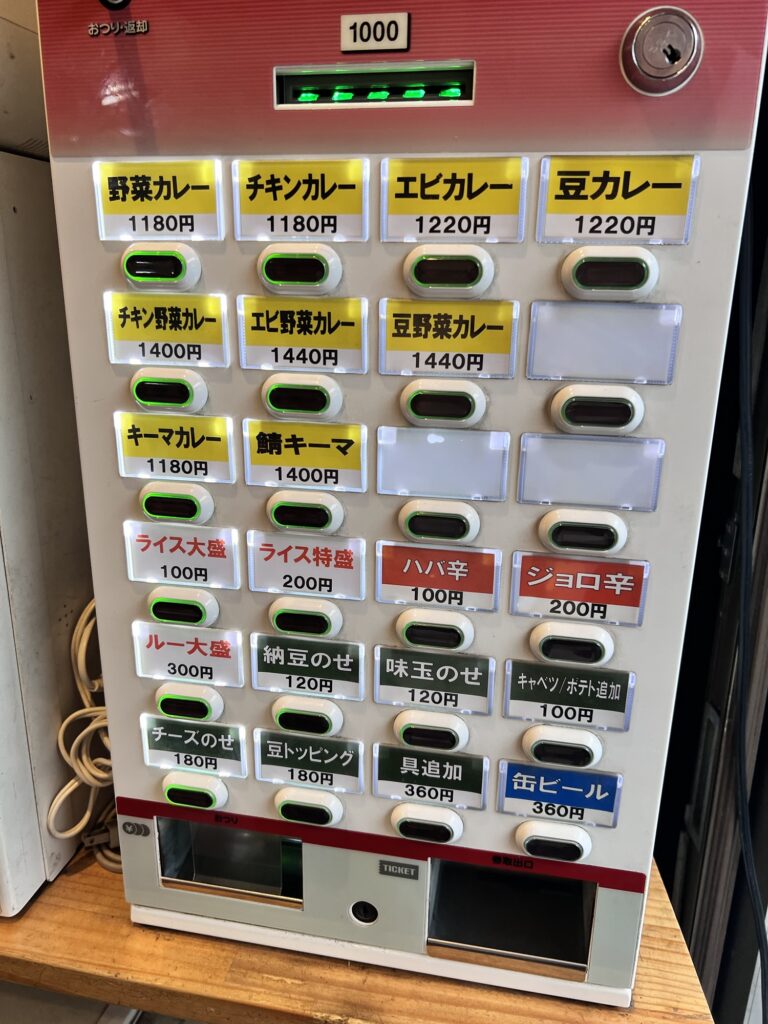 おつり・返却
1000
野菜カレー
1180円
チキンカレー
1180円
エビカレー
1220円
豆カレー
1220円
チキン野菜カレー
1400円
エビ野菜カレー
1440円
豆野菜カレー
1440円
キーマカレー
1180円
鯖キーマ
1400円
ライス大盛
100円
ライス特盛
200円
ハバ辛
100円
ジョロ辛
200円
ルー大盛
300円
納豆のせ
120円
味玉のせ
120円
キャベツ/ポテト追加
100円
チーズのせ
180円
豆トッピング
180円
具追加
360円
缶ビール
360円
おつり
TICKET
券取出口